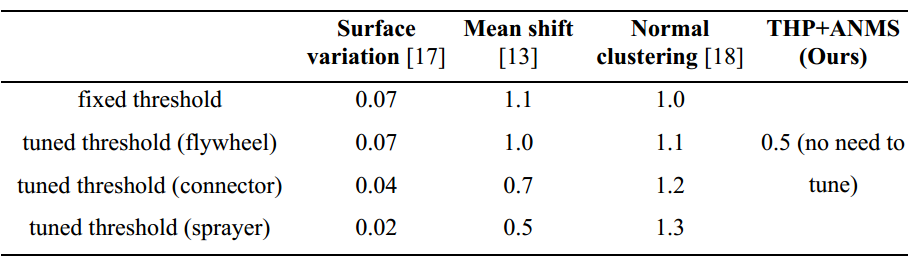 Surface variation [17] Mean shift [13] Normal clustering [18] THP+ANMS (Ours)
fixed threshold 0.07 1.1 1.0
tuned threshold (flywheel) 0.07 1.0 1.1 0.5 (no need to tune)
tuned threshold (connector) 0.04 0.7 1.2
tuned threshold (sprayer) 0.02 0.5 1.3